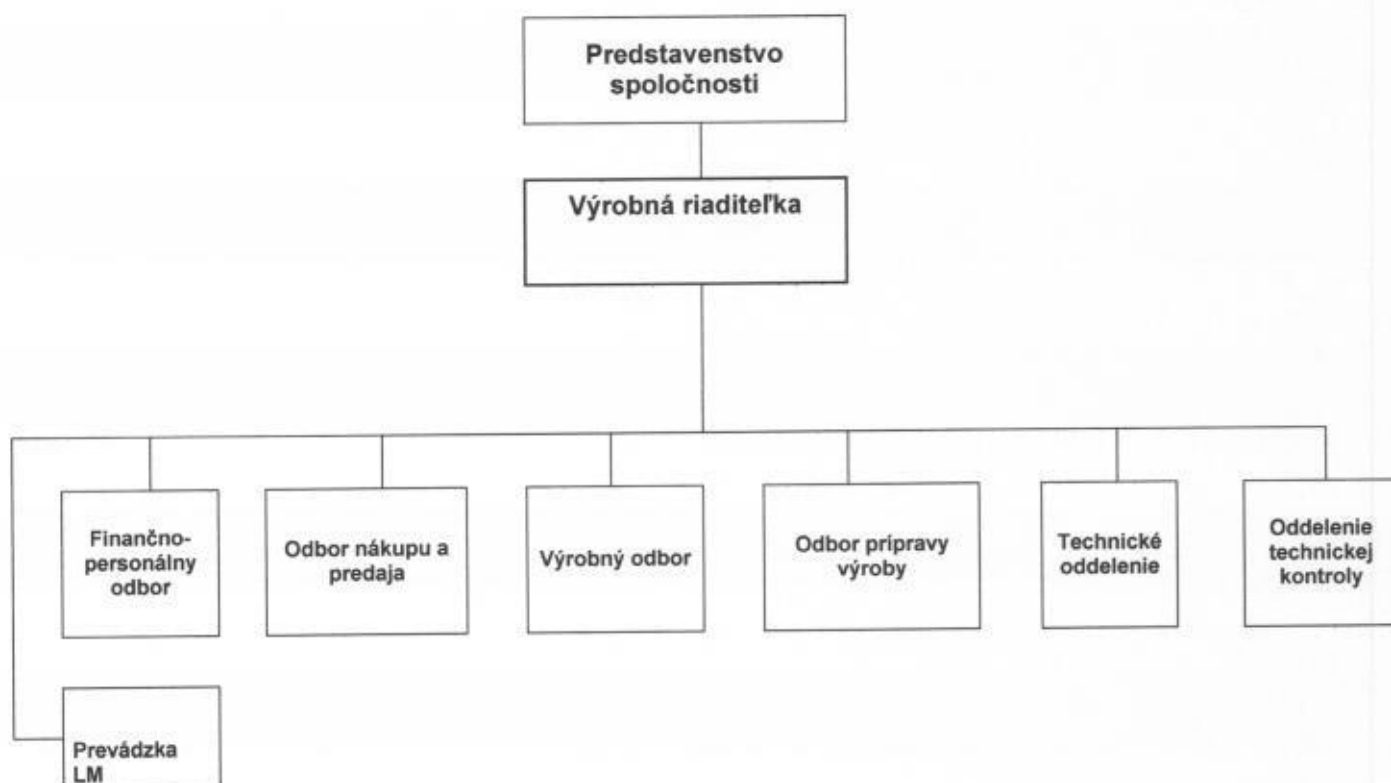 Predstavenstvo
spoločnosti
Výrobná riaditeľka
Finančno-
personálny
odbor
Odbor nákupu a
predaja
Výrobný odbor
Odbor prípravy
výroby
Technické
oddelenie
Oddelenie
technickej
kontroly
Prevádzka
LM